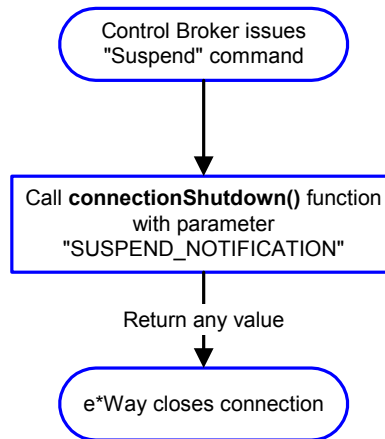 Control Broker issues
"Suspend" command
Call connectionShutdown() function
with parameter
"SUSPEND_NOTIFICATION"
Return any value
e*Way closes connection